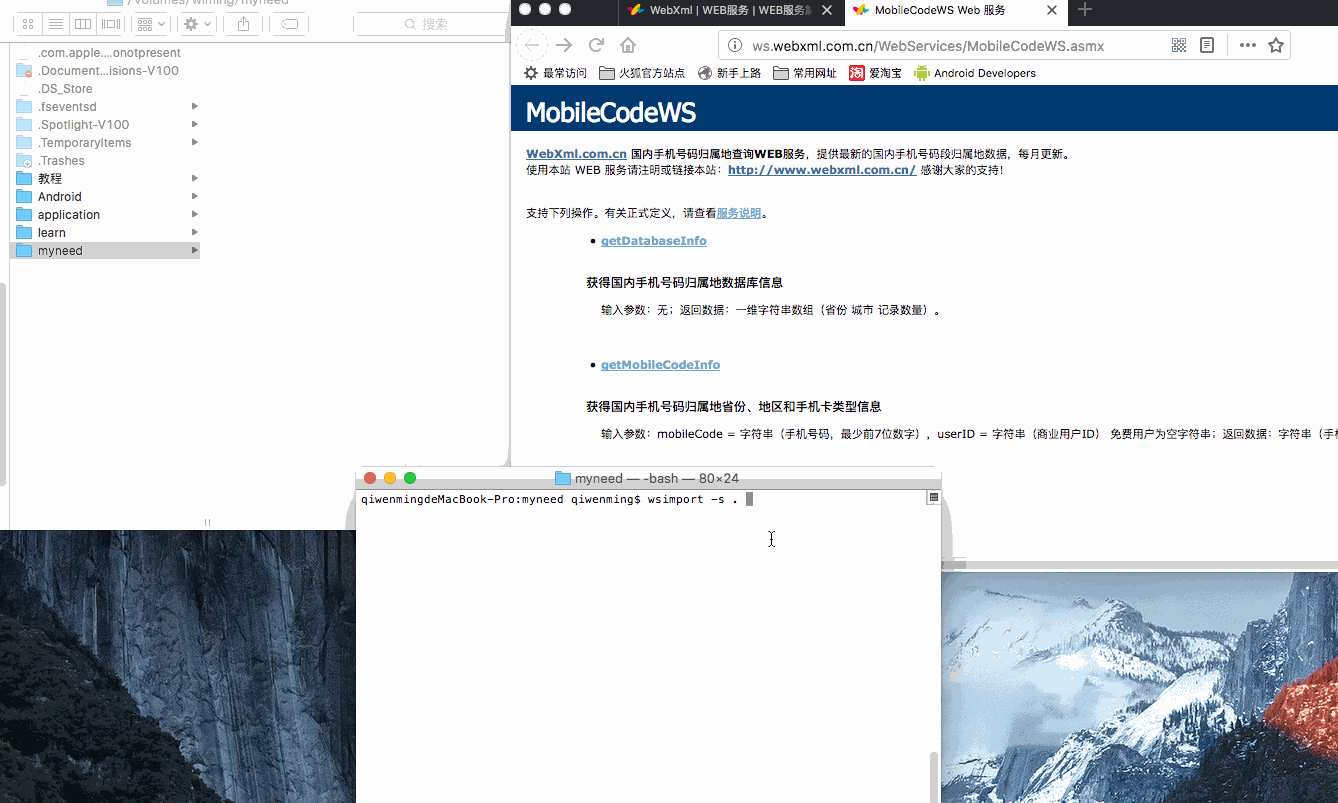 /Volumes/wiming/myneed
搜索
.com.apple....onotpresent
.Document...isions-V100
.DS_Store
.fseventsd
.Spotlight-V100
.TemporaryItems
.Trashes
教程
Android
application
learn
myneed
WebXml | WEB服务 | WEB服务
MobileCodeWS Web 服务
ws.webxml.com.cn/WebServices/MobileCodeWS.asmx
最常访问 火狐官方站点 新手上路 常用网址 淘 爱淘宝 Android Developers
MobileCodeWS
WebXml.com.cn 国内手机号码归属地查询WEB服务，提供最新的国内手机号码段归属地数据，每月更新。
使用本站 WEB 服务请注明或链接本站：http://www.webxml.com.cn/ 感谢大家的支持！
支持下列操作。有关正式定义，请查看服务说明。
• getDatabaseInfo
获得国内手机号码归属地数据库信息
输入参数：无；返回数据：一维字符串数组（省份 城市 记录数量）。
• getMobileCodeInfo
获得国内手机号码归属地省份、地区和手机卡类型信息
输入参数：mobileCode = 字符串（手机号码，最少前7位数字），userID = 字符串（商业用户ID） 免费用户为空字符串；返回数据：字符串（手
myneed — -bash — 80×24
qiwenmingdeMacBook-Pro:myneed qiwenming$ wsimport -s .